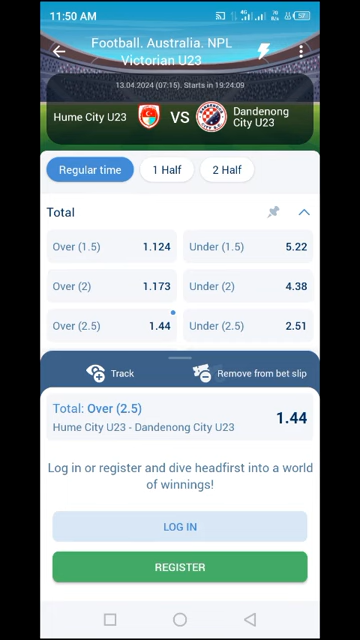 11:50 AM
Football. Australia. NPL
Victorian U23
13.04.2024 (07:15). Starts in 19:24:09
Hume City U23 VS Dandenong City U23
Regular time 1 Half 2 Half
Total
Over (1.5) 1.124 Under (1.5) 5.22
Over (2) 1.173 Under (2) 4.38
Over (2.5) 1.44 Under (2.5) 2.51
Track Remove from bet slip
Total: Over (2.5) 1.44
Hume City U23 - Dandenong City U23
Log in or register and dive headfirst into a world
of winnings!
LOG IN
REGISTER